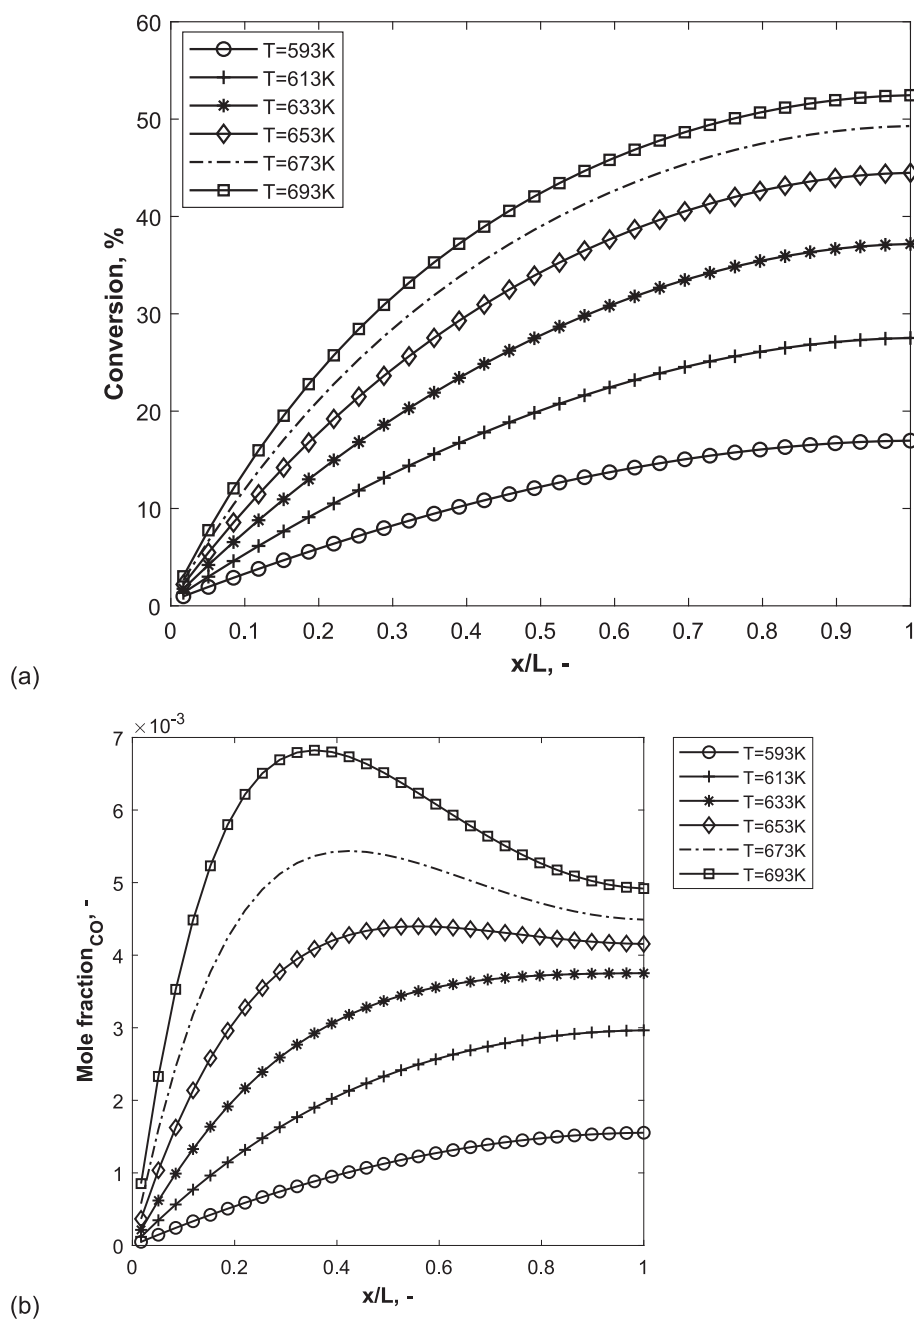 60
50
40
30
20
10
0
Conversion, %
T=593K
T=613K
T=633K
T=653K
T=673K
T=693K
0 0.1 0.2 0.3 0.4 0.5 0.6 0.7 0.8 0.9 1
x/L, -
(a)
×10⁻³
7
6
5
4
3
2
1
0
Mole fraction_CO, -
T=593K
T=613K
T=633K
T=653K
T=673K
T=693K
0 0.2 0.4 0.6 0.8 1
x/L, -
(b)